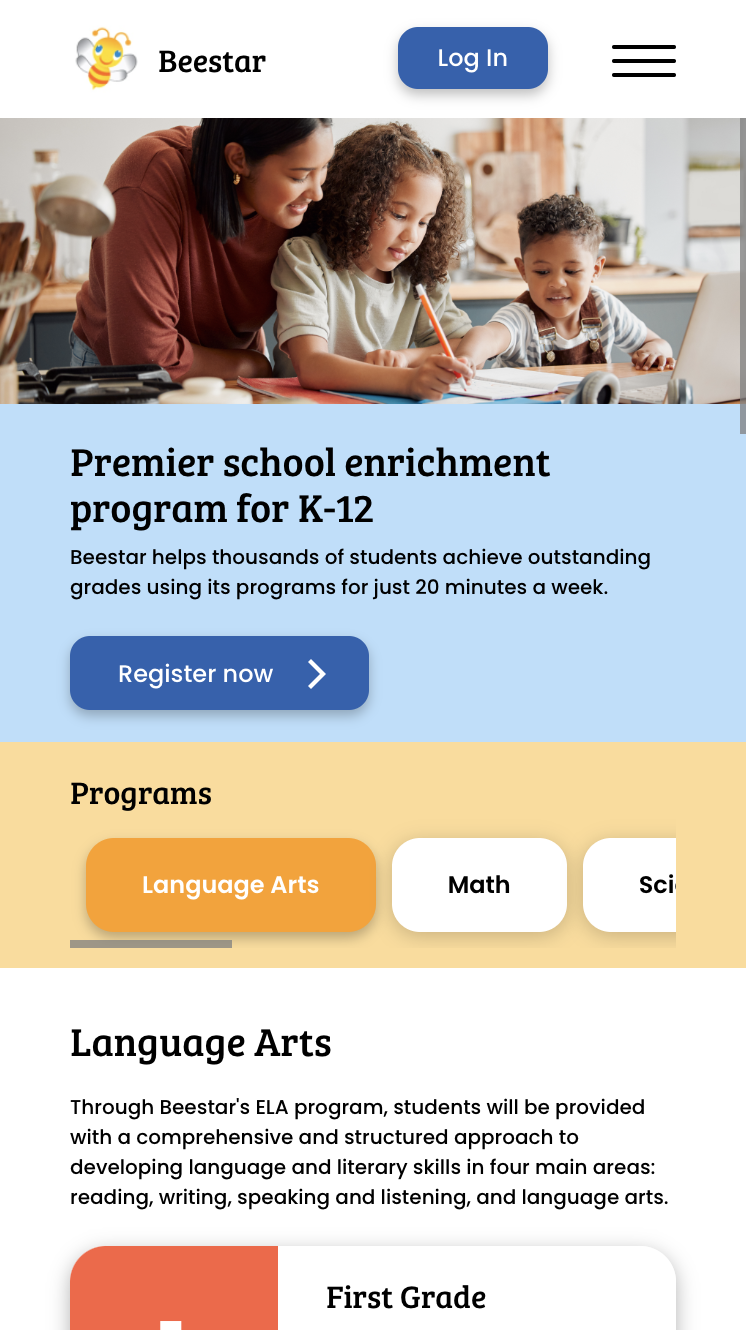 Beestar
Log In
Premier school enrichment
program for K-12
Beestar helps thousands of students achieve outstanding
grades using its programs for just 20 minutes a week.
Register now
Programs
Language Arts
Math
Language Arts
Through Beestar's ELA program, students will be provided
with a comprehensive and structured approach to
developing language and literary skills in four main areas:
reading, writing, speaking and listening, and language arts.
First Grade